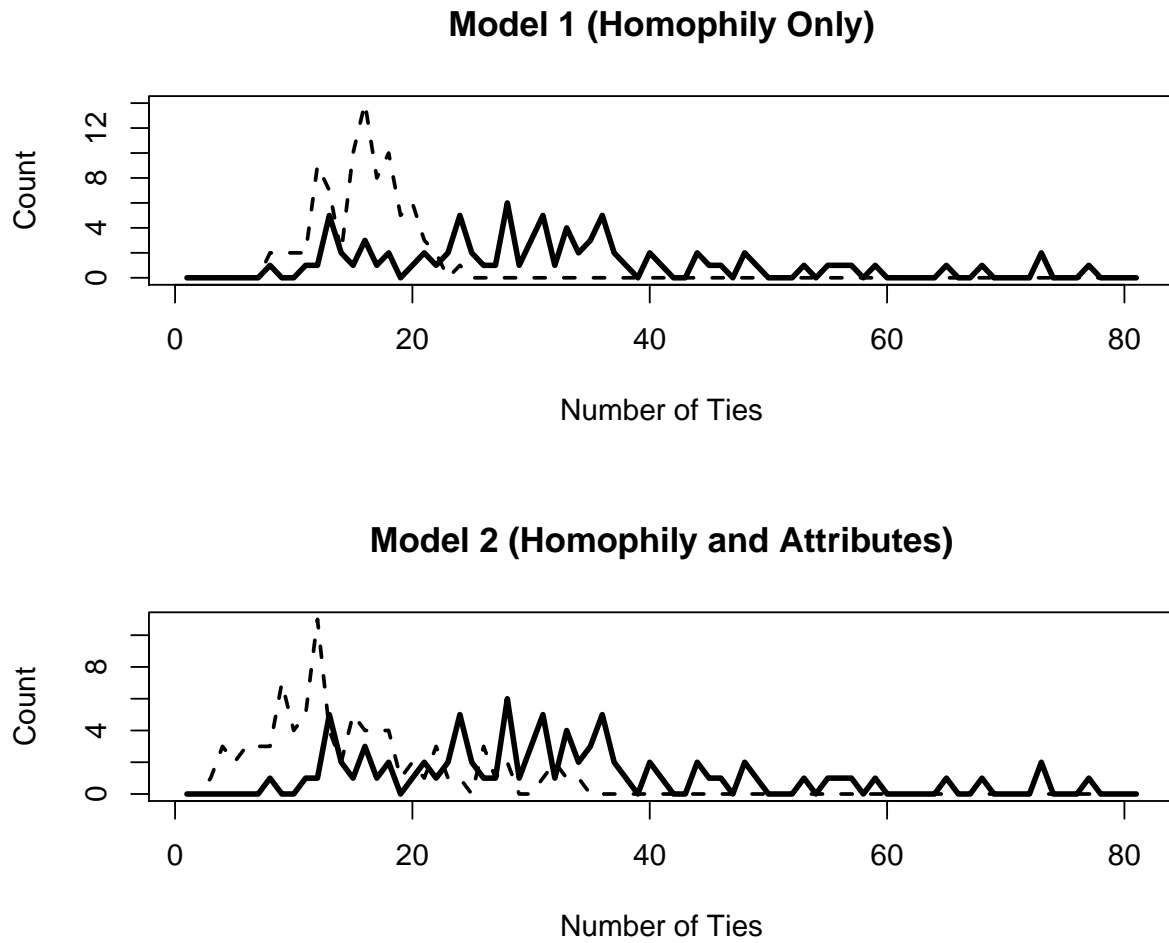 Model 1 (Homophily Only)
12
8
4
0
Count
0 20 40 60 80
Number of Ties
Model 2 (Homophily and Attributes)
8
4
0
Count
0 20 40 60 80
Number of Ties